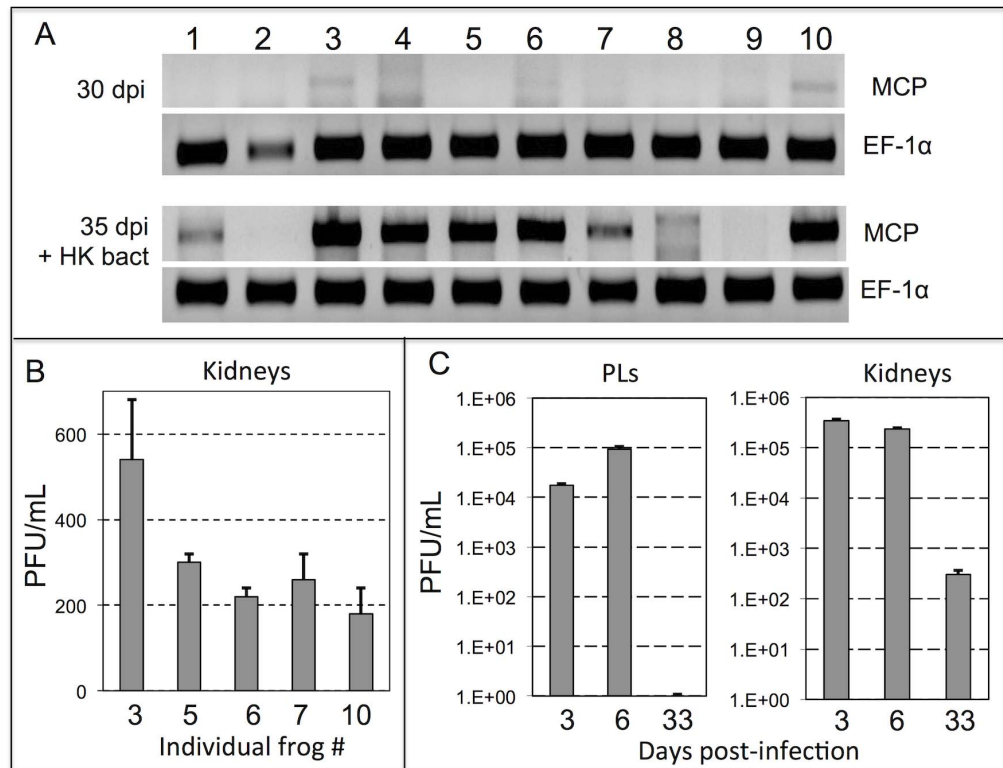 A
1 2 3 4 5 6 7 8 9 10
30 dpi
MCP
EF-1α
35 dpi
+ HK bact
MCP
EF-1α
B
Kidneys
PFU/mL
600
400
200
0
3 5 6 7 10
Individual frog #
C
PLs
PFU/mL
1.E+06
1.E+05
1.E+04
1.E+03
1.E+02
1.E+01
1.E+00
3 6 33
Kidneys
1.E+06
1.E+05
1.E+04
1.E+03
1.E+02
1.E+01
1.E+00
3 6 33
Days post-infection